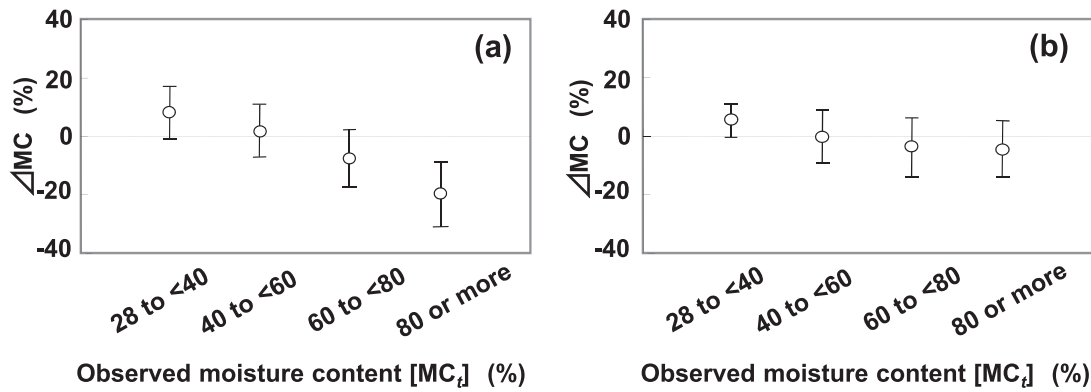 40
20
0
-20
-40
⊿MC (%)
(a)
28 to <40
40 to <60
60 to <80
80 or more
Observed moisture content [MCt] (%)
40
20
0
-20
-40
⊿MC (%)
(b)
28 to <40
40 to <60
60 to <80
80 or more
Observed moisture content [MCt] (%)